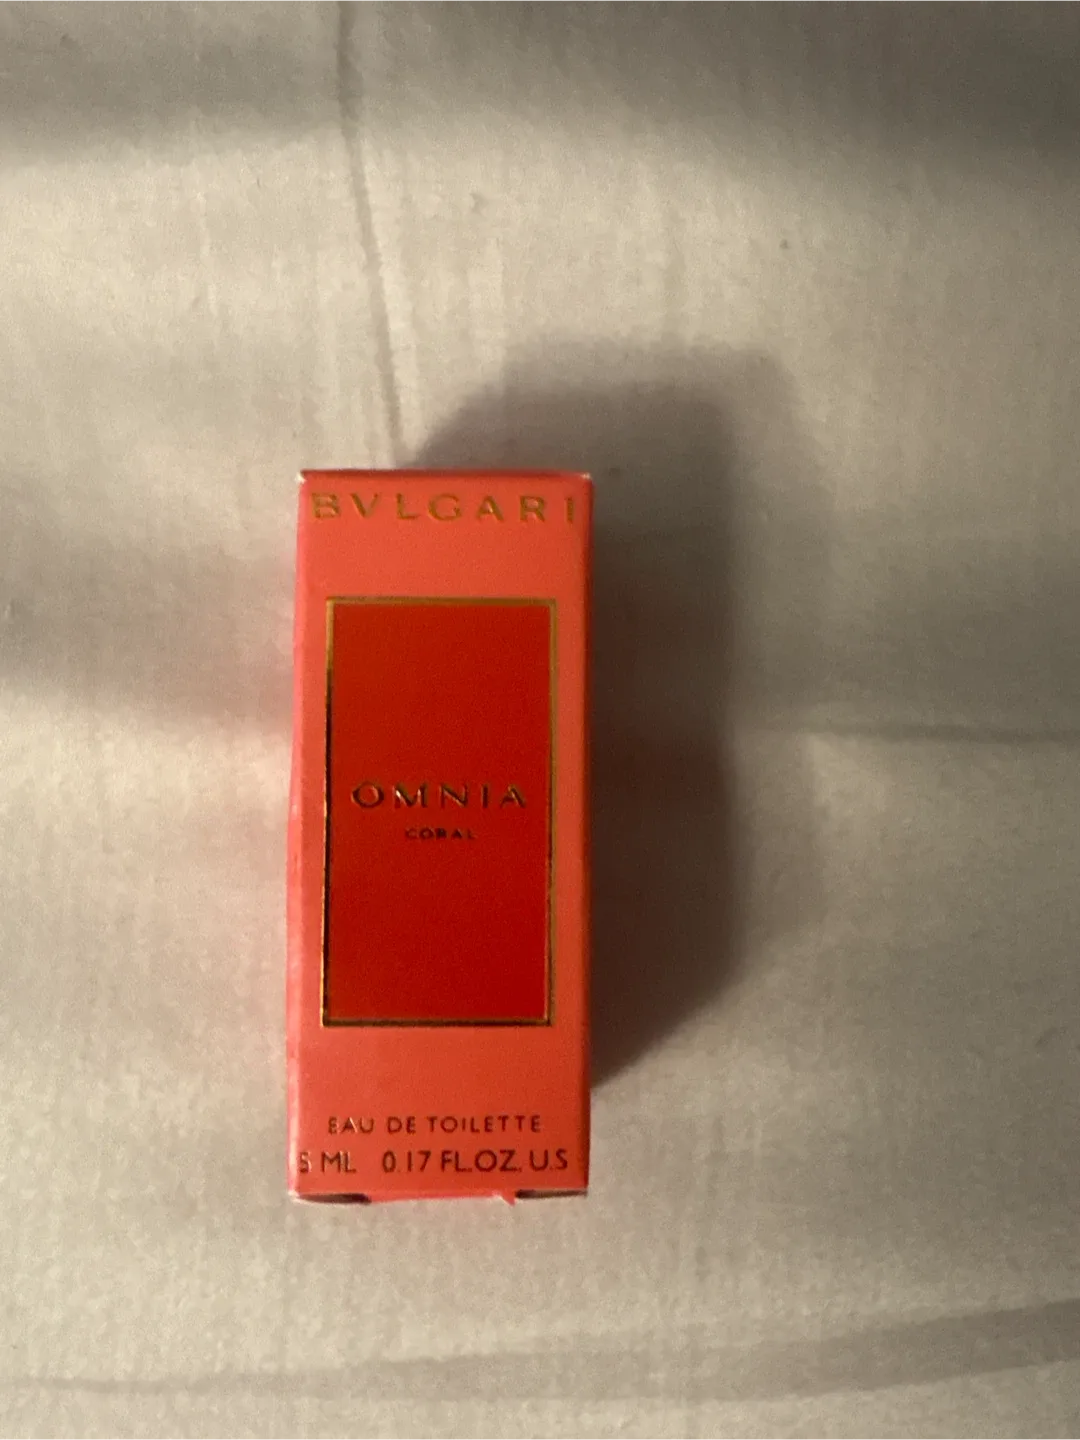 BVLGARI
OMNIA
CORAL
EAU DE TOILETTE
5 ML 0.17 FL.OZ. U.S